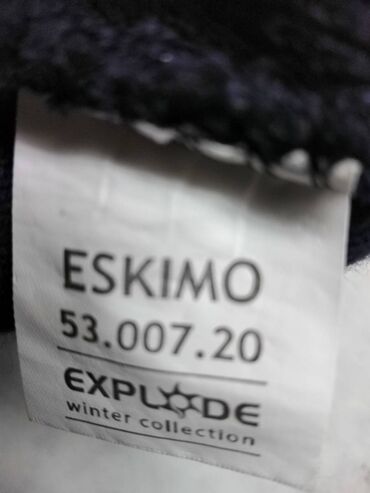 ESKIMO
53.007.20
EXPLODE
winter collection